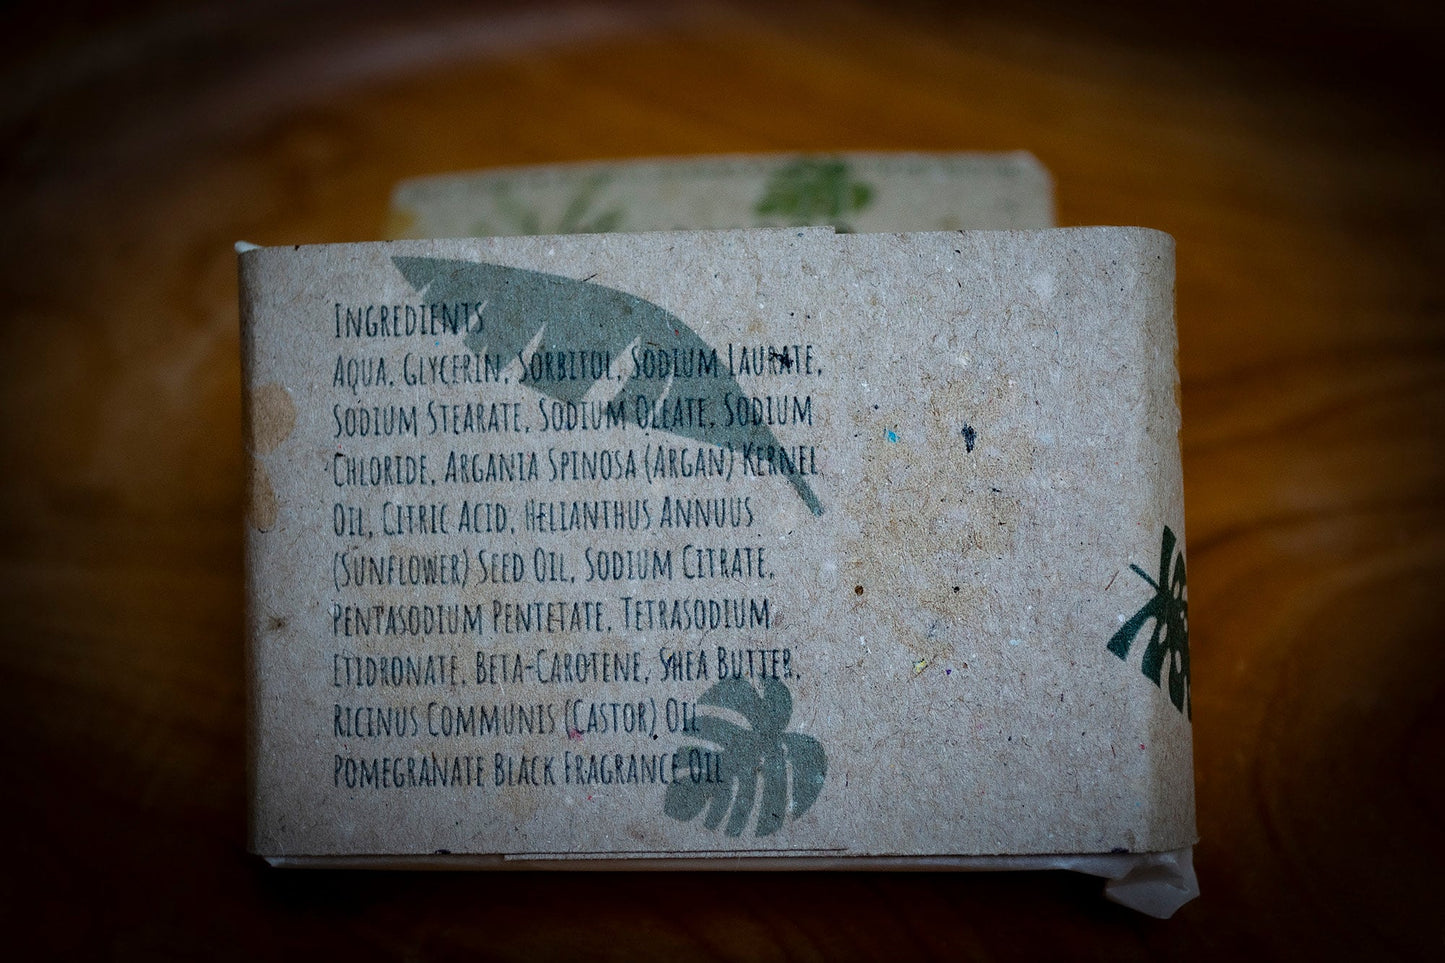 Ingredients
Aqua, Glycerin, Sorbitol, Sodium Laurate,
Sodium Stearate, Sodium Oleate, Sodium
Chloride, Argania Spinosa (Argan) Kernel
Oil, Citric Acid, Helianthus Annuus
(Sunflower) Seed Oil, Sodium Citrate,
Pentasodium Pentetate, Tetrasodium
Etidronate, Beta-Carotene, Shea Butter,
Ricinus Communis (Castor) Oil
Pomegranate Black Fragrance Oil